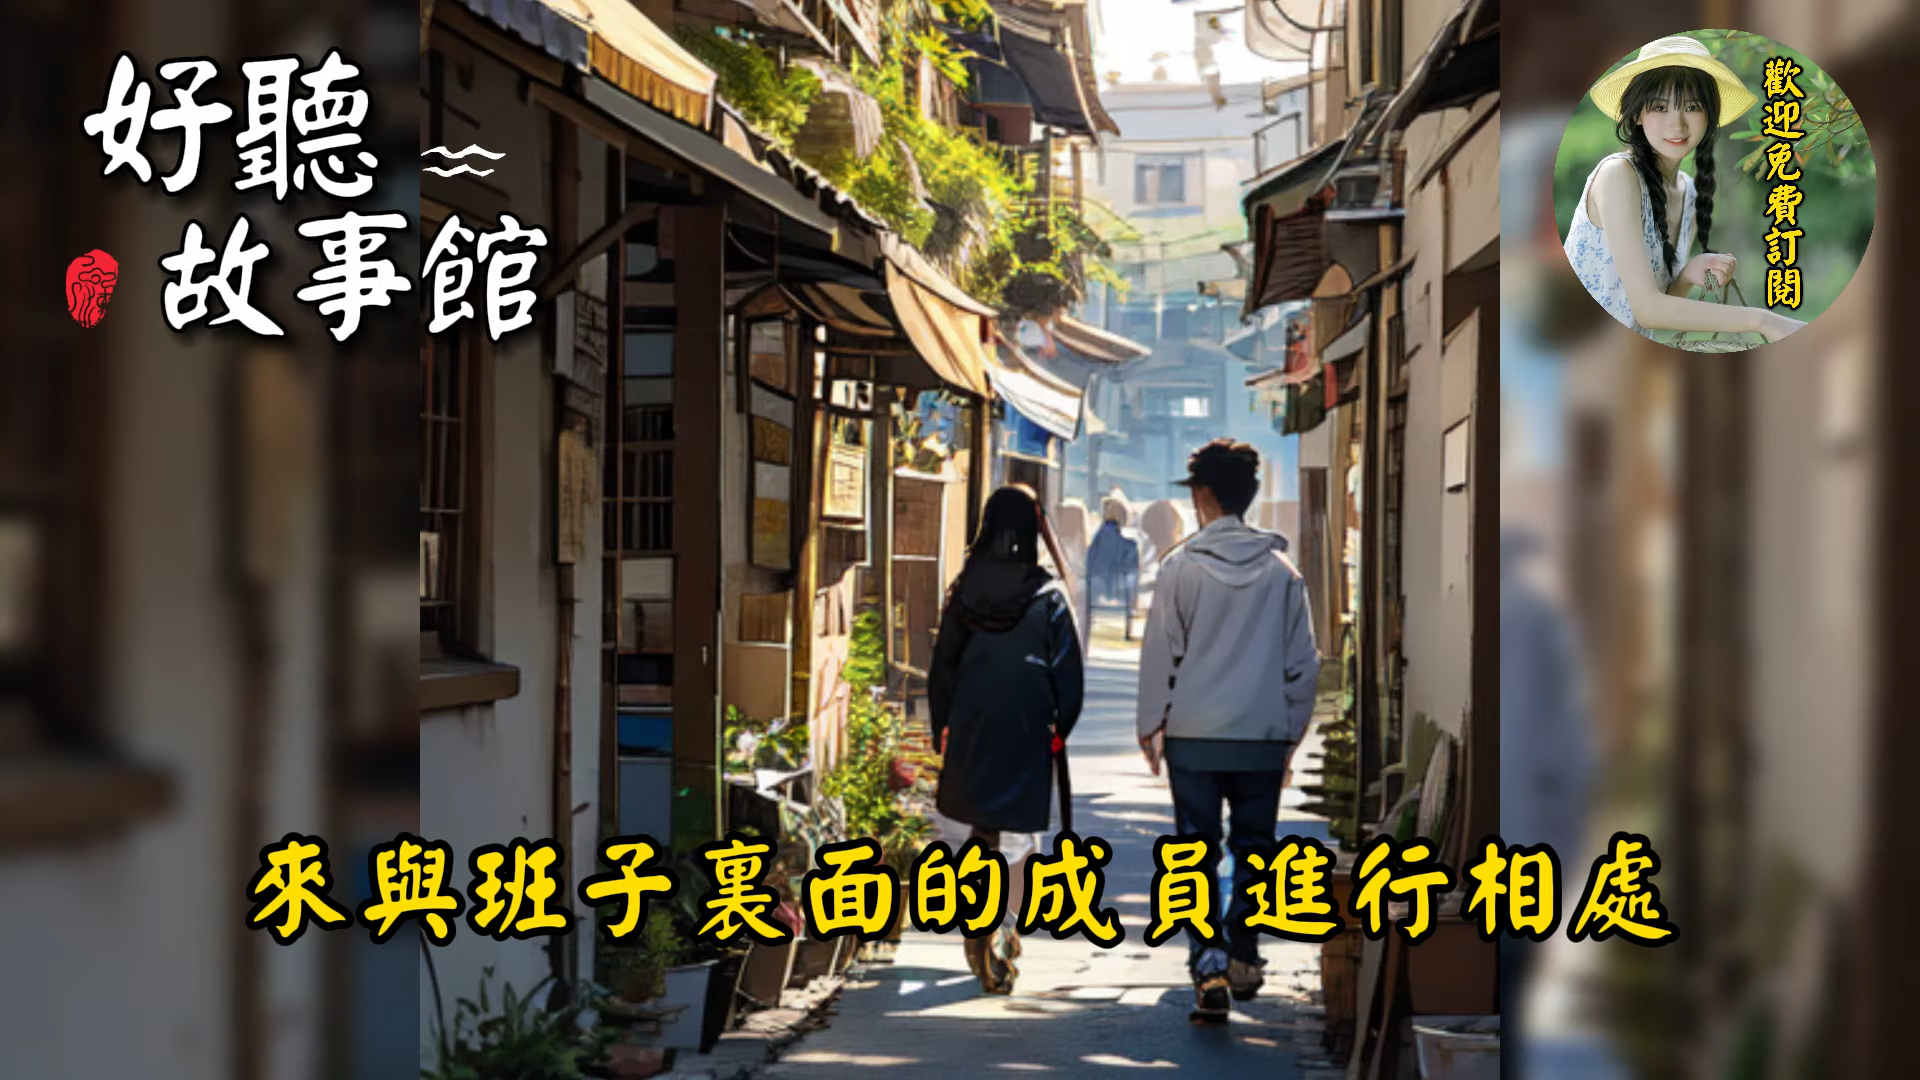 好聽
故事館
歡迎免費訂閱
來與班子裏面的成員進行相處